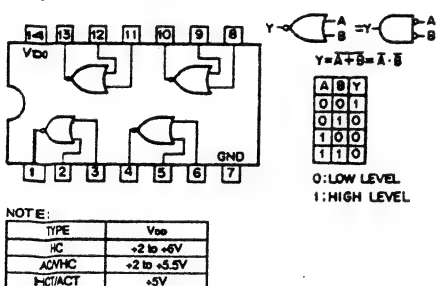 14 13 12 11 10 9 8
VDD
GND
1 2 3 4 5 6 7
Y A B =Y A B
Y=A+B=A·B
A B Y
0 0 1
0 1 0
1 0 0
1 1 0
0:LOW LEVEL
1:HIGH LEVEL
NOTE:
TYPE VDD
HC +2 to +6V
AC/VHC +2 to +5.5V
HCT/ACT +5V